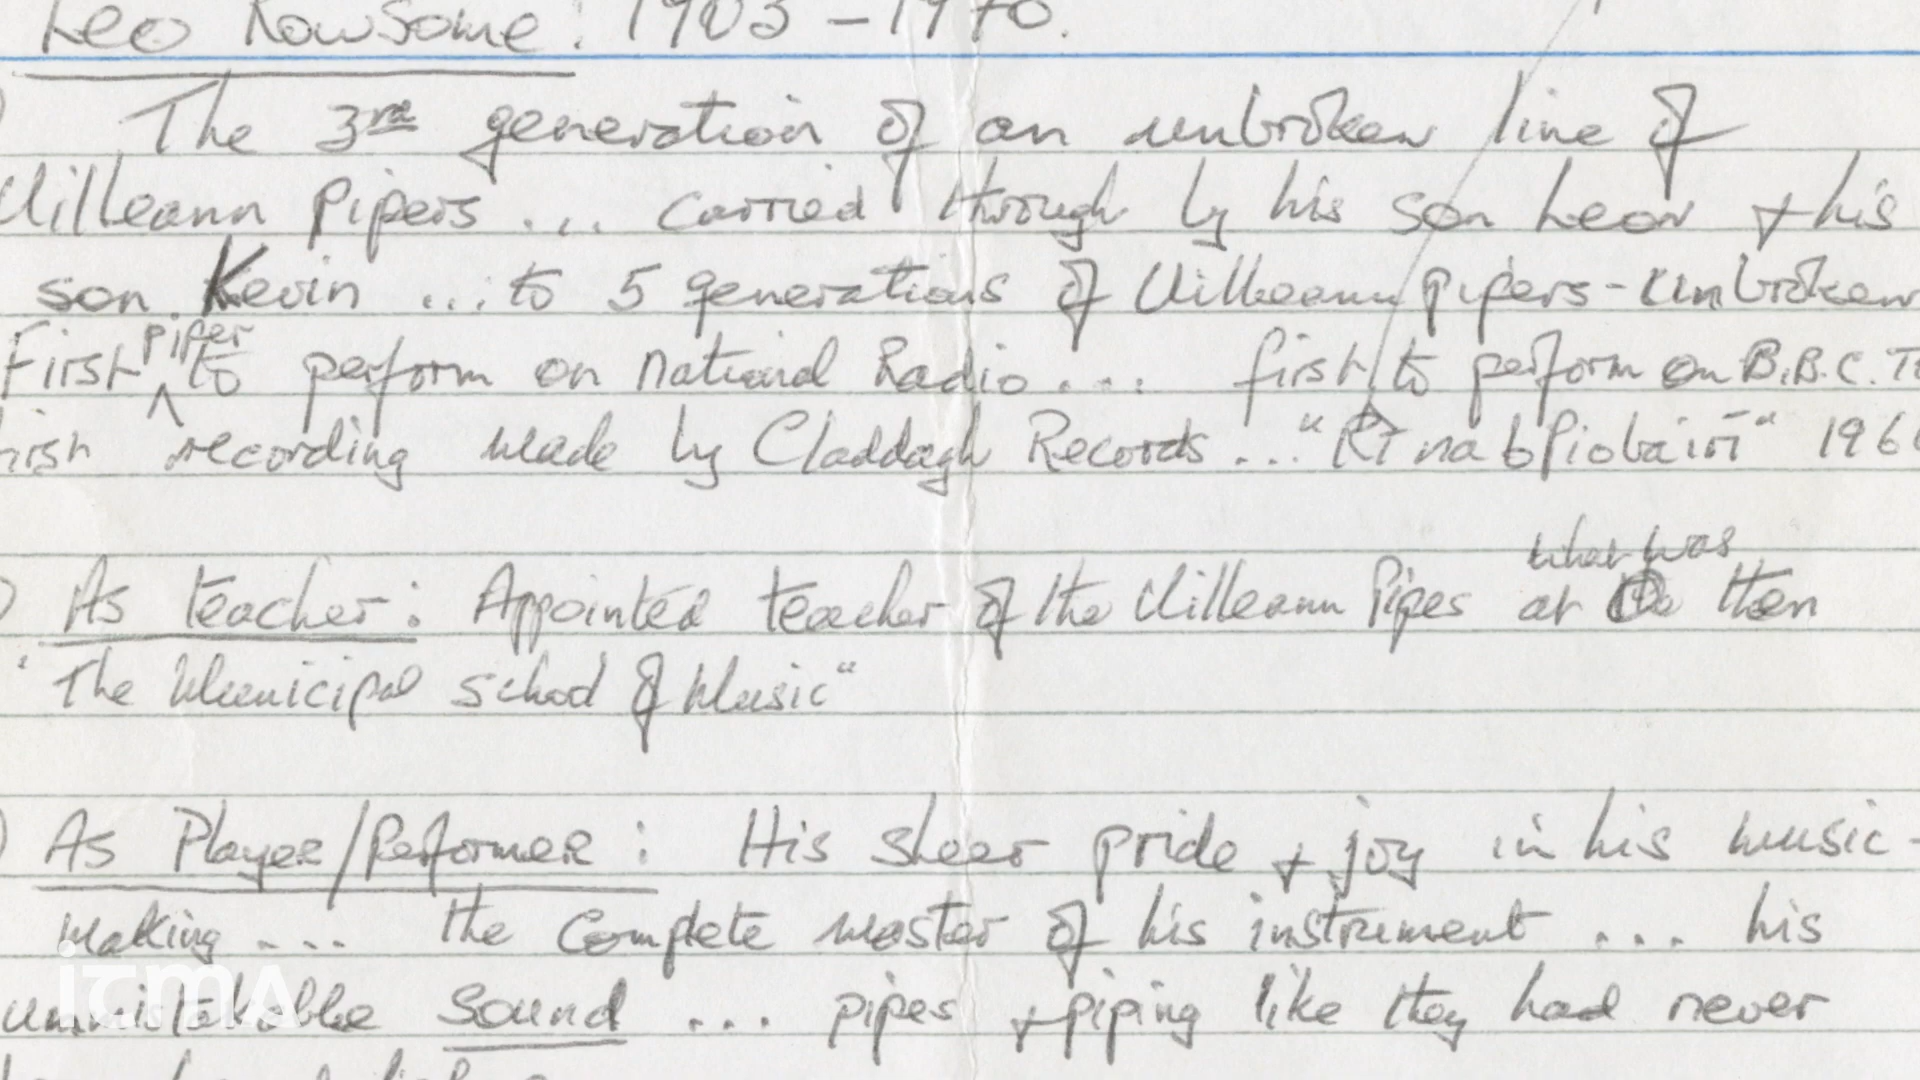 Leo Rowsome: 1903 – 1970.
The 3rd generation of an unbroken line of
Uilleann Pipers ... carried through by his son Leon + his
son Kevin ... to 5 generations of Uilleann pipers - unbroken
piper
First to perform on National Radio ... first to perform on B.B.C. T
recording made by Claddagh Records ... "Rí na bPíobairí" 196
what was
As teacher: Appointed teacher of the Uilleann Pipes at then
'The Municipal School of Music"
As Player/Performer: His sheer pride + joy in his music-
making ... the complete master of his instrument ... his
unmistakable sound ... pipes + piping like they had never
iTMA